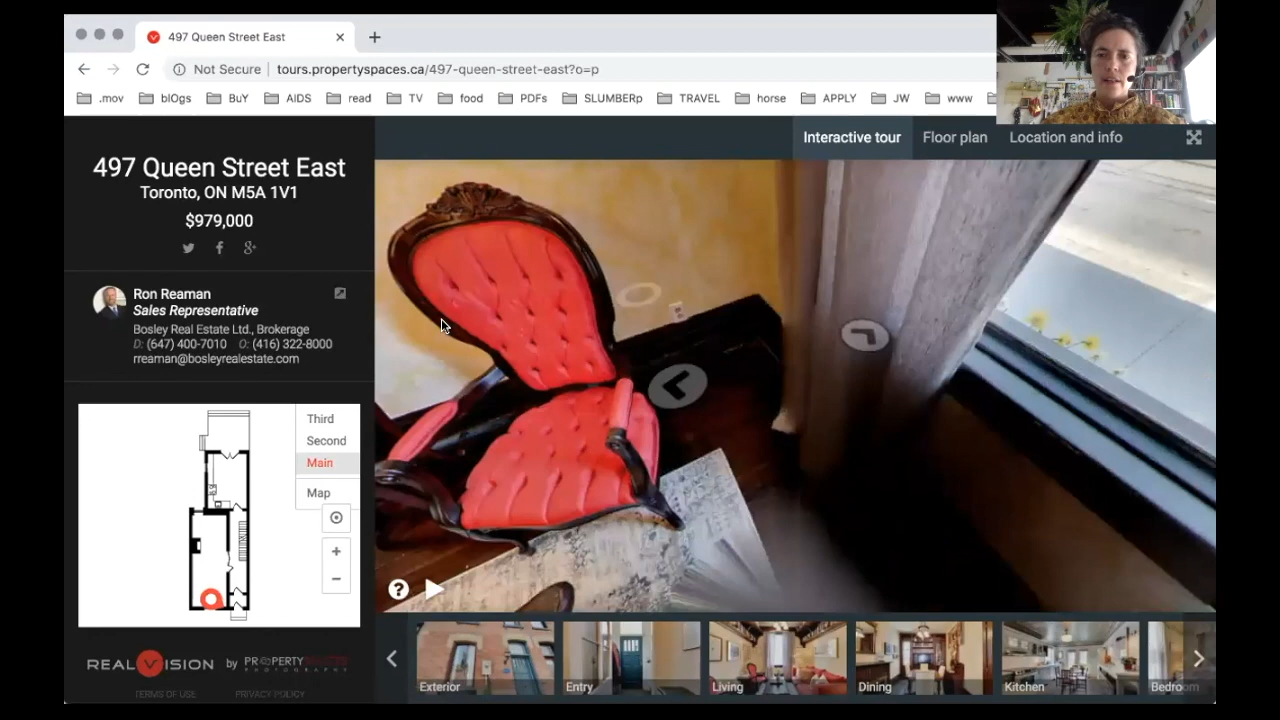 497 Queen Street East
Not Secure | tours.propertyspaces.ca/497-queen-street-east?o=p
.mov blOgs BuY AIDS read TV food PDFs SLUMBERp TRAVEL horse APPLY JW www
Interactive tour Floor plan Location and info
497 Queen Street East
Toronto, ON M5A 1V1
$979,000
Ron Reaman
Sales Representative
Bosley Real Estate Ltd., Brokerage
D: (647) 400-7010 O: (416) 322-8000
rreaman@bosleyrealestate.com
Third
Second
Main
Map
REALVISION by PROPERTY
PHOTOGRAPHY
TERMS OF USE PRIVACY POLICY
Exterior Entry Living Dining Kitchen Bedroom